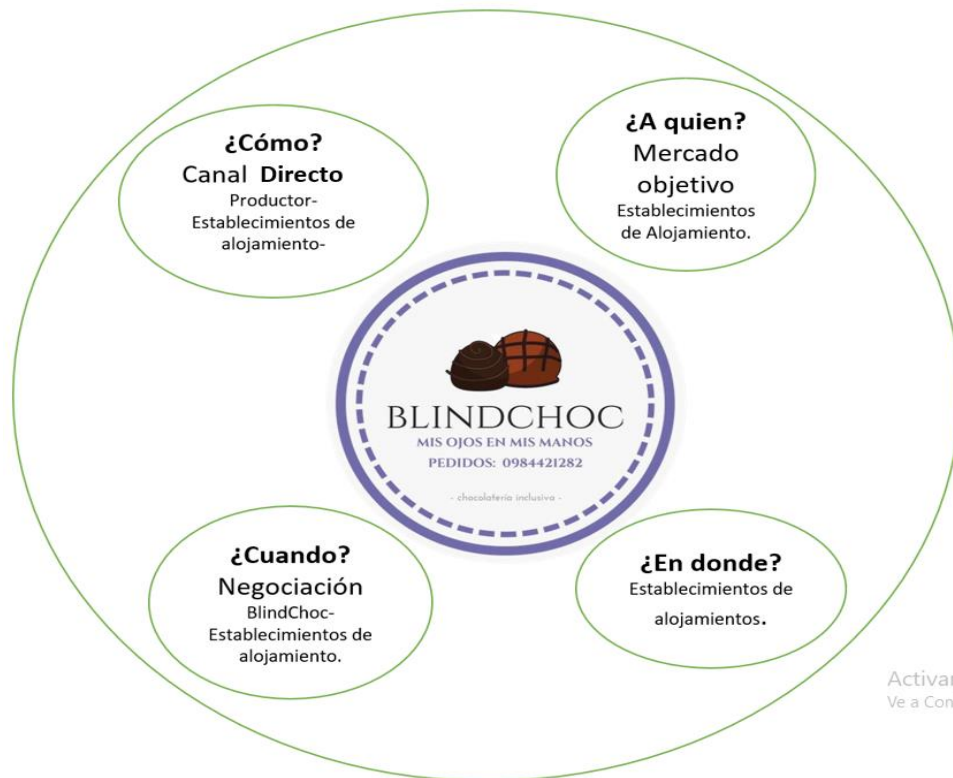 ¿Cómo?
Canal Directo
Productor-
Establecimientos de
alojamiento-
¿A quien?
Mercado
objetivo
Establecimientos
de Alojamiento.
BLINDCHOC
MIS OJOS EN MIS MANOS
PEDIDOS: 0984421282
- chocolatería inclusiva -
¿Cuando?
Negociación
BlindChoc-
Establecimientos de
alojamiento.
¿En donde?
Establecimientos de
alojamientos.
Activar
Ve a Con